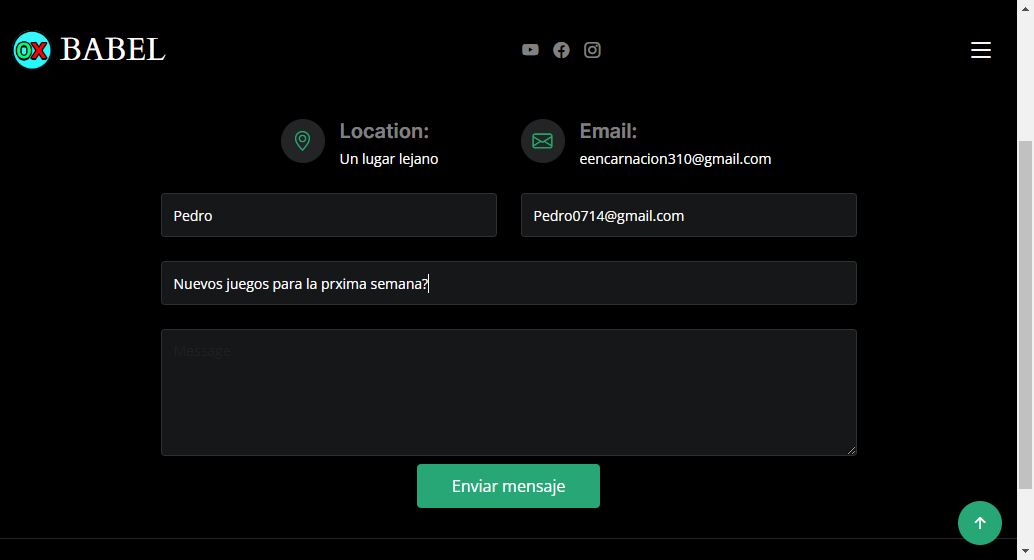 OX BABEL
Location:
Un lugar lejano
Email:
eencarnacion310@gmail.com
Pedro
Pedro0714@gmail.com
Nuevos juegos para la prxima semana?
Message
Enviar mensaje